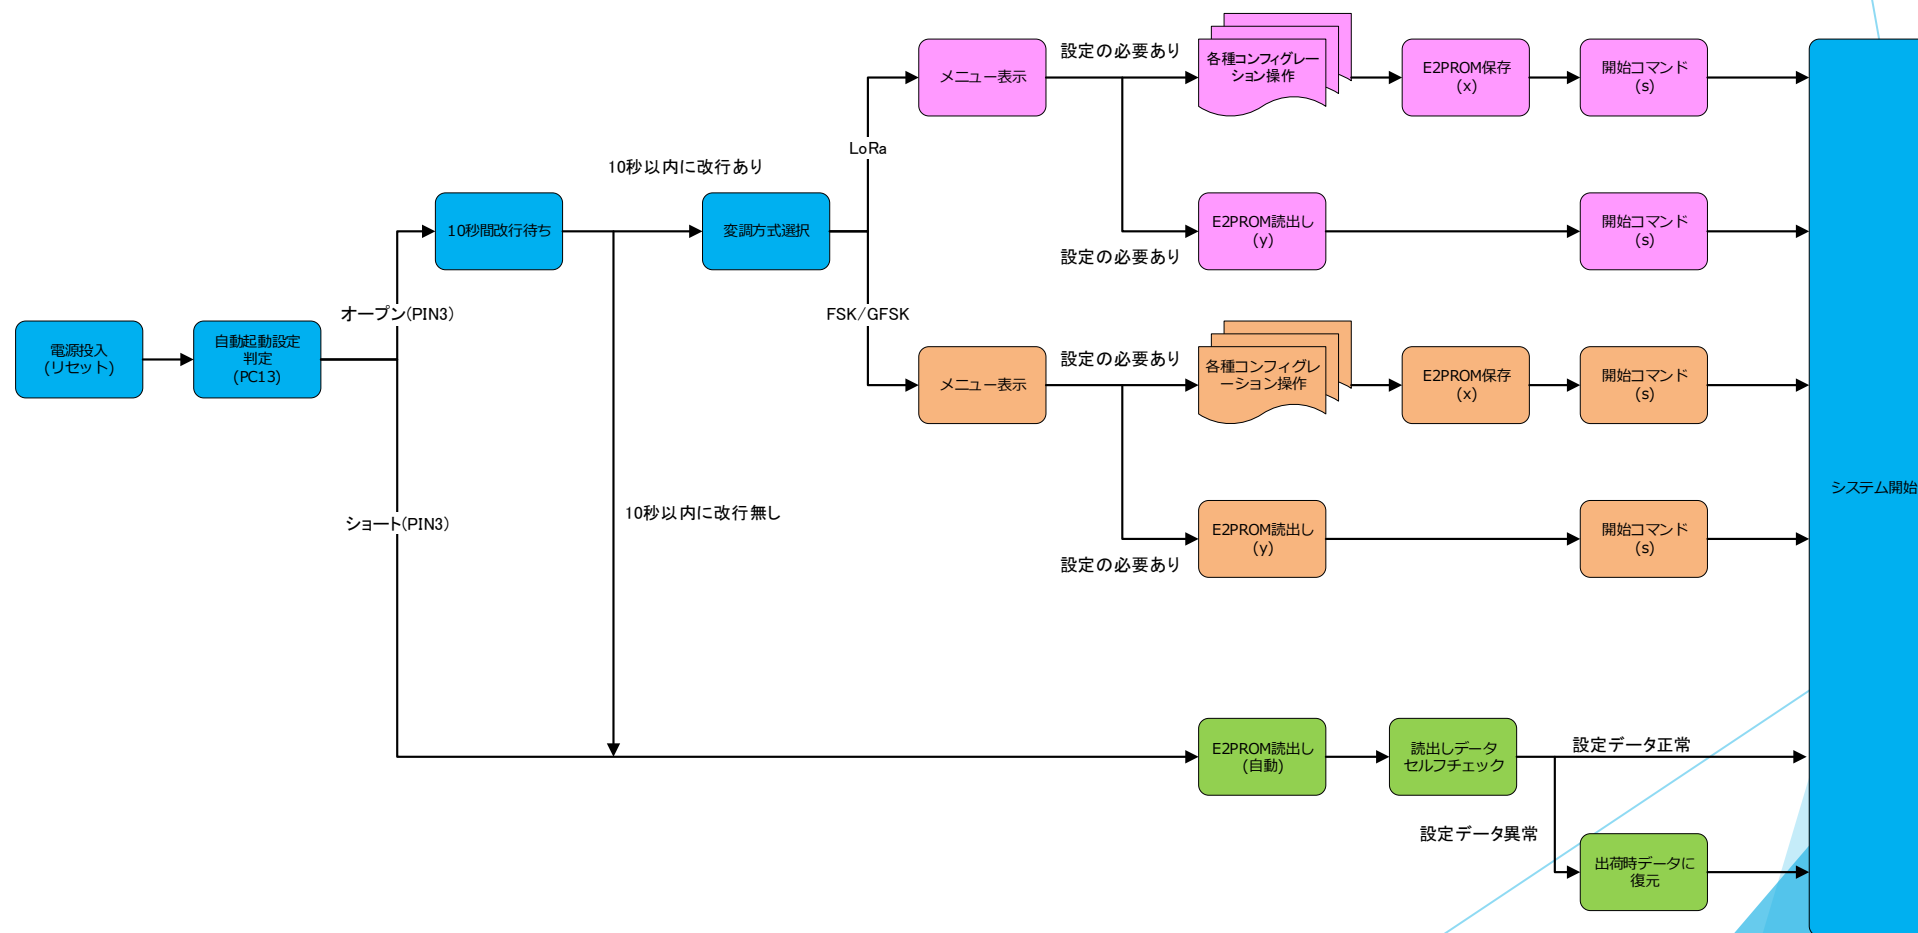 電源投入
(リセット)
自動起動設定
判定
(PC13)
オープン(PIN3)
ショート(PIN3)
10秒間改行待ち
10秒以内に改行あり
10秒以内に改行無し
変調方式選択
LoRa
FSK/GFSK
メニュー表示
設定の必要あり
設定の必要あり
各種コンフィグレー
ション操作
E2PROM保存
(x)
開始コマンド
(s)
E2PROM読出し
(y)
開始コマンド
(s)
メニュー表示
設定の必要あり
設定の必要あり
各種コンフィグレ
ーション操作
E2PROM保存
(x)
開始コマンド
(s)
E2PROM読出し
(y)
開始コマンド
(s)
E2PROM読出し
(自動)
読出しデータ
セルフチェック
設定データ正常
設定データ異常
出荷時データに
復元
システム開始